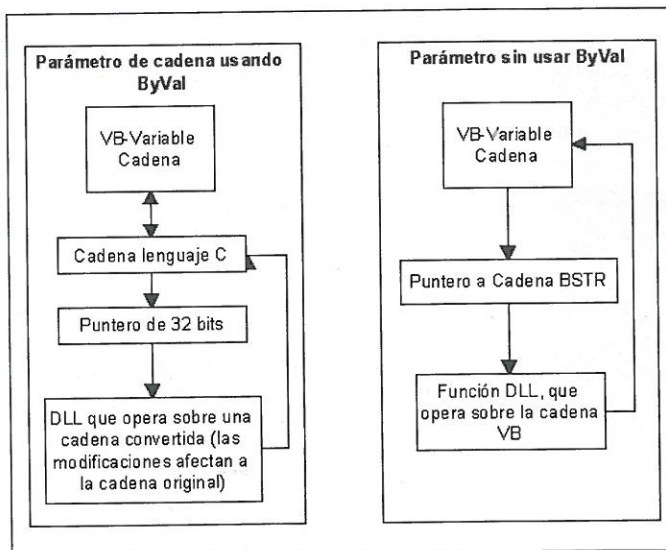 Parámetro de cadena usando
ByVal
VB-Variable
Cadena
Cadena lenguaje C
Puntero de 32 bits
DLL que opera sobre una
cadena convertida (las
modificaciones afectan a
la cadena original)
Parámetro sin usar ByVal
VB-Variable
Cadena
Puntero a Cadena BSTR
Función DLL, que
opera sobre la cadena
VB